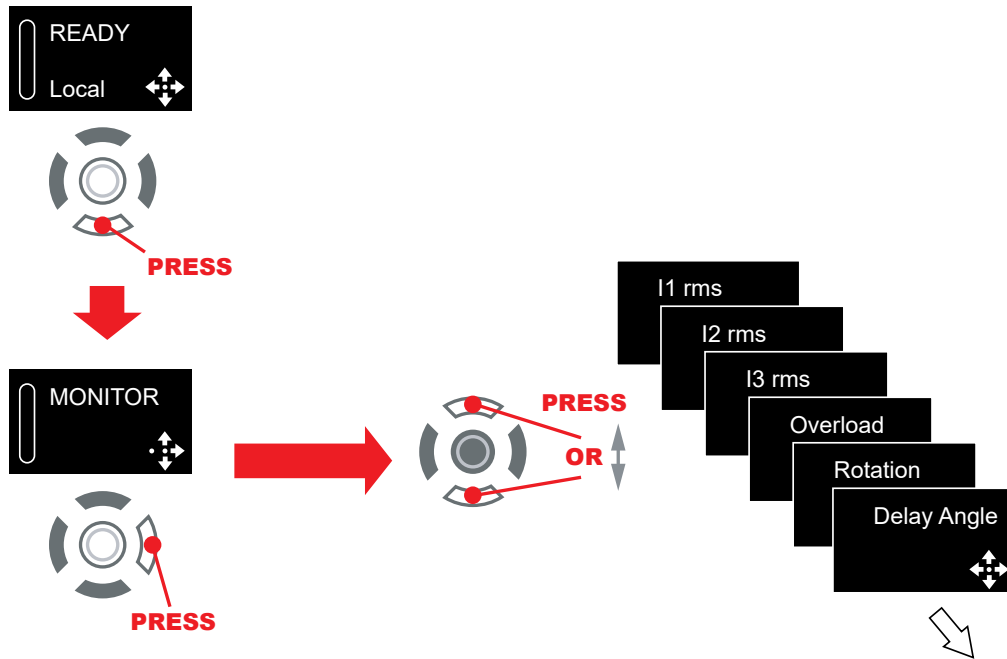 READY
Local
PRESS
MONITOR
PRESS
PRESS
OR
I1 rms
I2 rms
I3 rms
Overload
Rotation
Delay Angle